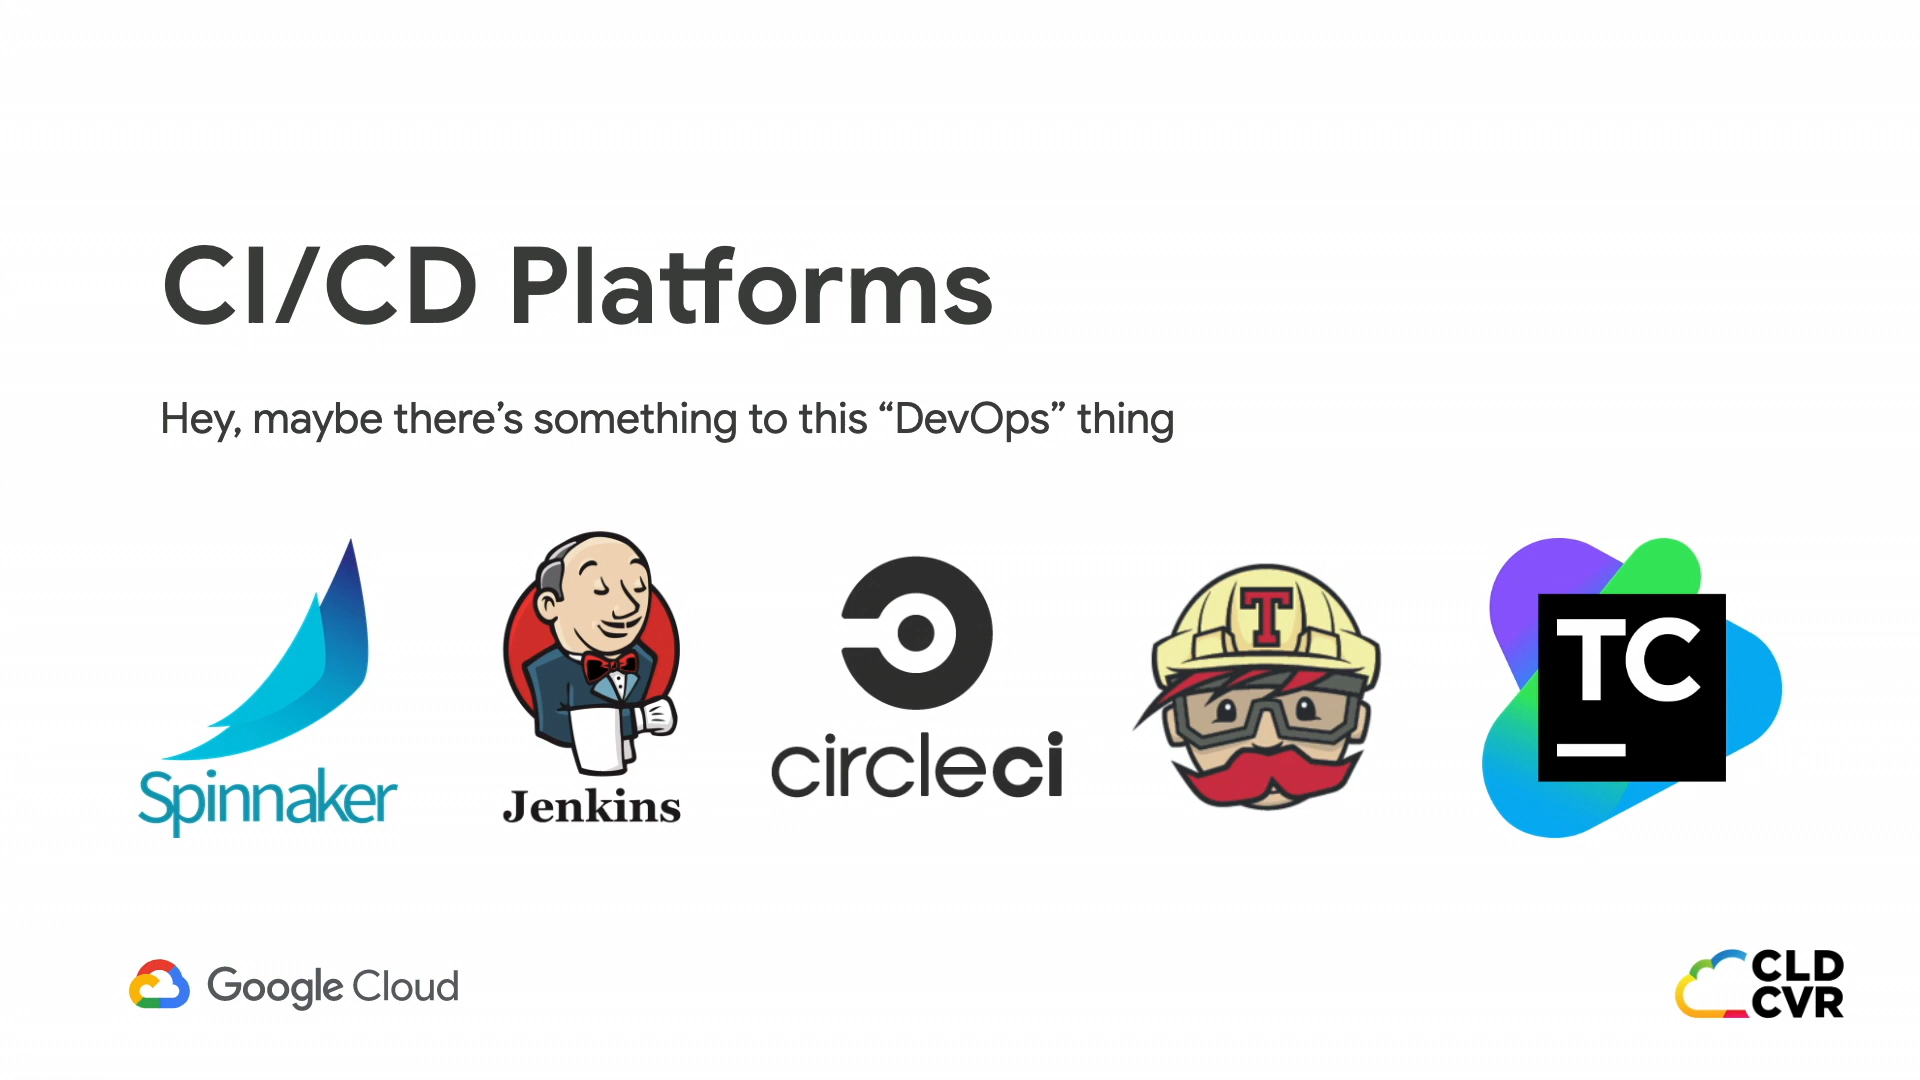 CI/CD Platforms
Hey, maybe there’s something to this “DevOps” thing
Spinnaker
Jenkins
circleci
T
TC
Google Cloud
CLD
CVR